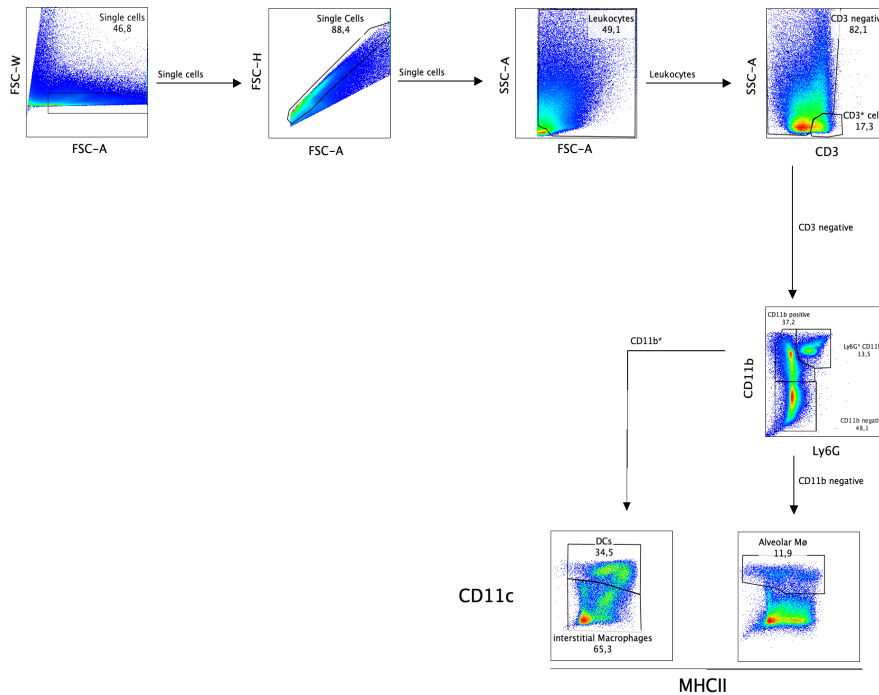 Single cells
46,8
FSC-W
FSC-A
Single cells
Single Cells
88,4
FSC-H
FSC-A
Single cells
Leukocytes
49,1
SSC-A
FSC-A
Leukocytes
CD3 negative
82,1
CD3* cel
17,3
SSC-A
CD3
CD3 negative
CD11b positive
37,2
Ly6G* CD11b
13,5
CD11b negativ
48,1
CD11b
Ly6G
CD11b*
CD11b negative
DCs
34,5
interstitial Macrophages
65,3
Alveolar Mø
11,9
CD11c
MHCII